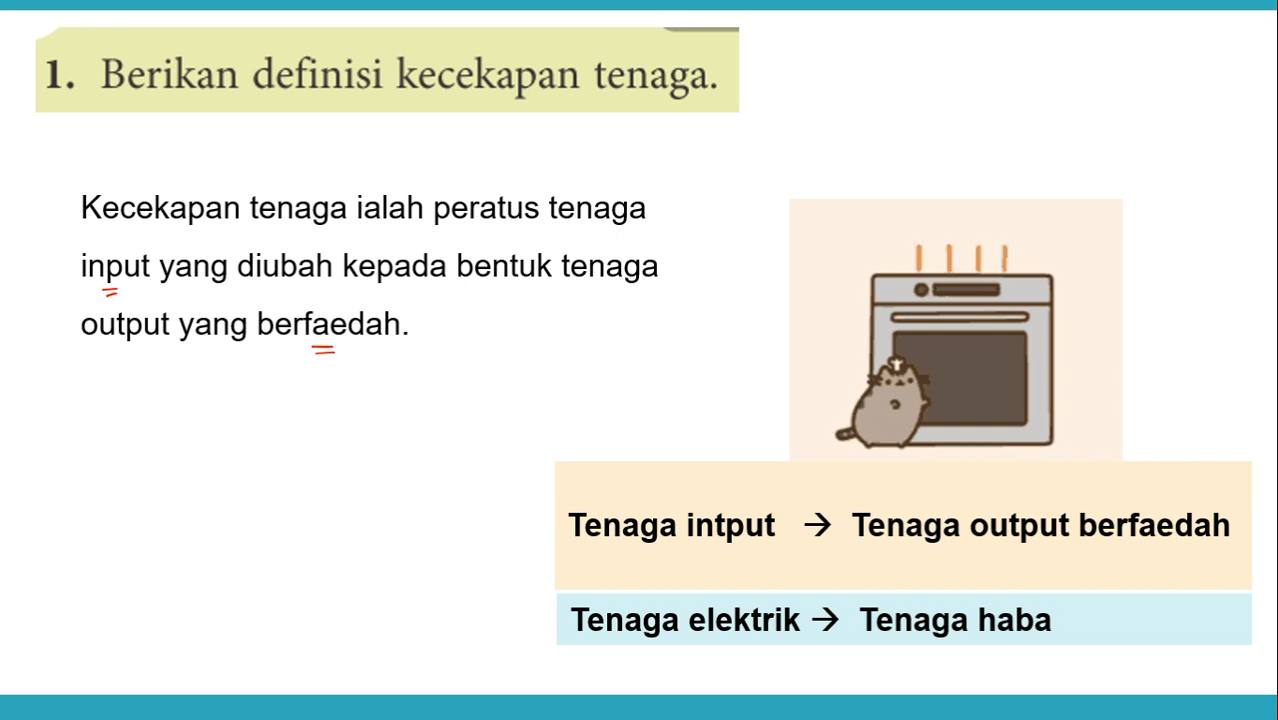 1. Berikan definisi kecekapan tenaga.
Kecekapan tenaga ialah peratus tenaga
input yang diubah kepada bentuk tenaga
output yang berfaedah.
Tenaga intput → Tenaga output berfaedah
Tenaga elektrik → Tenaga haba